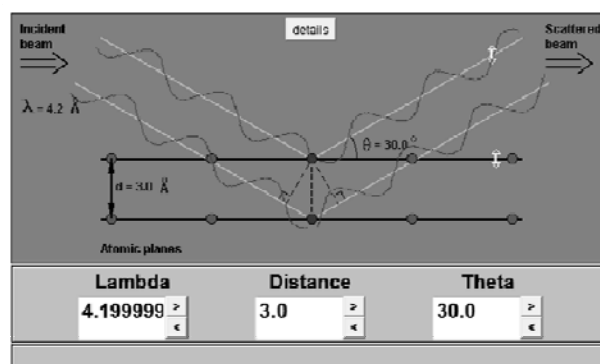 Incident
beam
details
Scattered
beam
λ = 4.2 Å
θ = 30.0°
d = 3.0 Å
Atomic planes
Lambda Distance Theta
4.199999 3.0 30.0